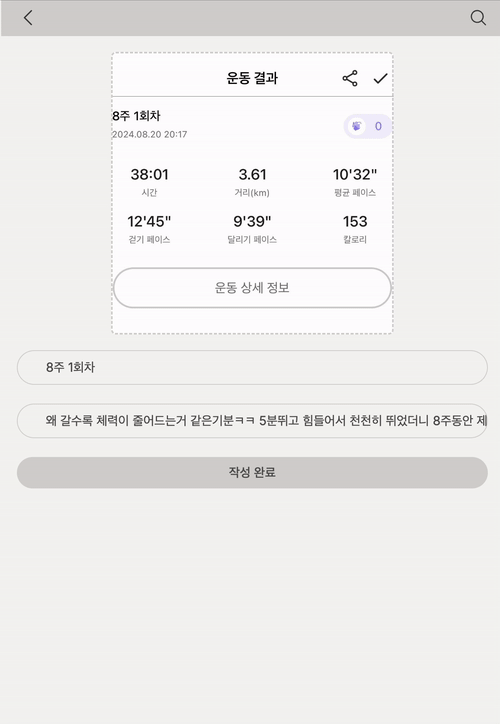 운동 결과
8주 1회차
2024.08.20 20:17
0
38:01
3.61
10'32"
시간
거리(km)
평균 페이스
12'45"
9'39"
153
걷기 페이스
달리기 페이스
칼로리
운동 상세 정보
8주 1회차
왜 갈수록 체력이 줄어드는거 같은기분ㅋㅋ 5분뛰고 힘들어서 천천히 뛰었더니 8주동안 제
작성 완료